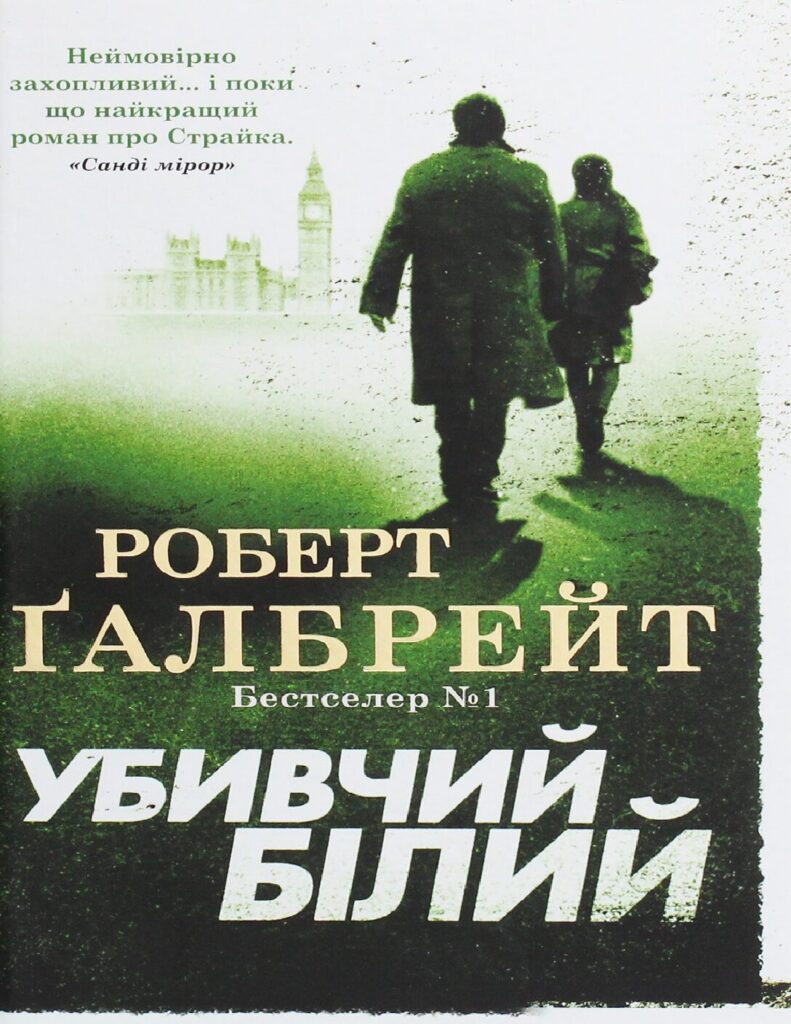 Неймовірно
захопливий... і поки
що найкращий
роман про Страйка.
«Санді мірор»
РОБЕРТ
ҐАЛБРЕЙТ
Бестселер №1
УБИВЧИЙ
БІЛИЙ